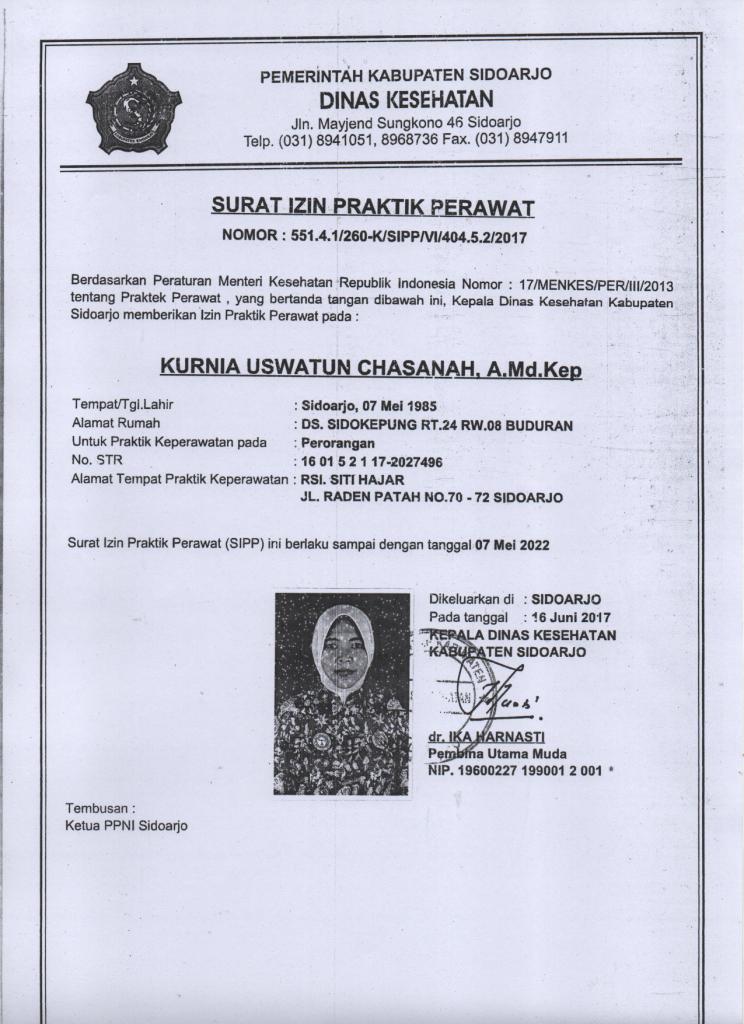 PEMERINTAH KABUPATEN SIDOARJO
DINAS KESEHATAN
Jln. Mayjend Sungkono 46 Sidoarjo
Telp. (031) 8941051, 8968736 Fax. (031) 8947911
SURAT IZIN PRAKTIK PERAWAT
NOMOR : 551.4.1/260-K/SIPP/VI/404.5.2/2017
Berdasarkan Peraturan Menteri Kesehatan Republik Indonesia Nomor : 17/MENKES/PER/III/2013
tentang Praktek Perawat , yang bertanda tangan dibawah ini, Kepala Dinas Kesehatan Kabupaten
Sidoarjo memberikan Izin Praktik Perawat pada :
KURNIA USWATUN CHASANAH, A.Md.Kep
Tempat/Tgl.Lahir : Sidoarjo, 07 Mei 1985
Alamat Rumah : DS. SIDOKEPUNG RT.24 RW.08 BUDURAN
Untuk Praktik Keperawatan pada : Perorangan
No. STR : 16 01 5 2 1 17-2027496
Alamat Tempat Praktik Keperawatan : RSI. SITI HAJAR
JL. RADEN PATAH NO.70 - 72 SIDOARJO
Surat Izin Praktik Perawat (SIPP) ini berlaku sampai dengan tanggal 07 Mei 2022
Dikeluarkan di : SIDOARJO
Pada tanggal : 16 Juni 2017
KEPALA DINAS KESEHATAN
KABUPATEN SIDOARJO
dr. IKA HARNASTI
Pembina Utama Muda
NIP. 19600227 199001 2 001
Tembusan :
Ketua PPNI Sidoarjo